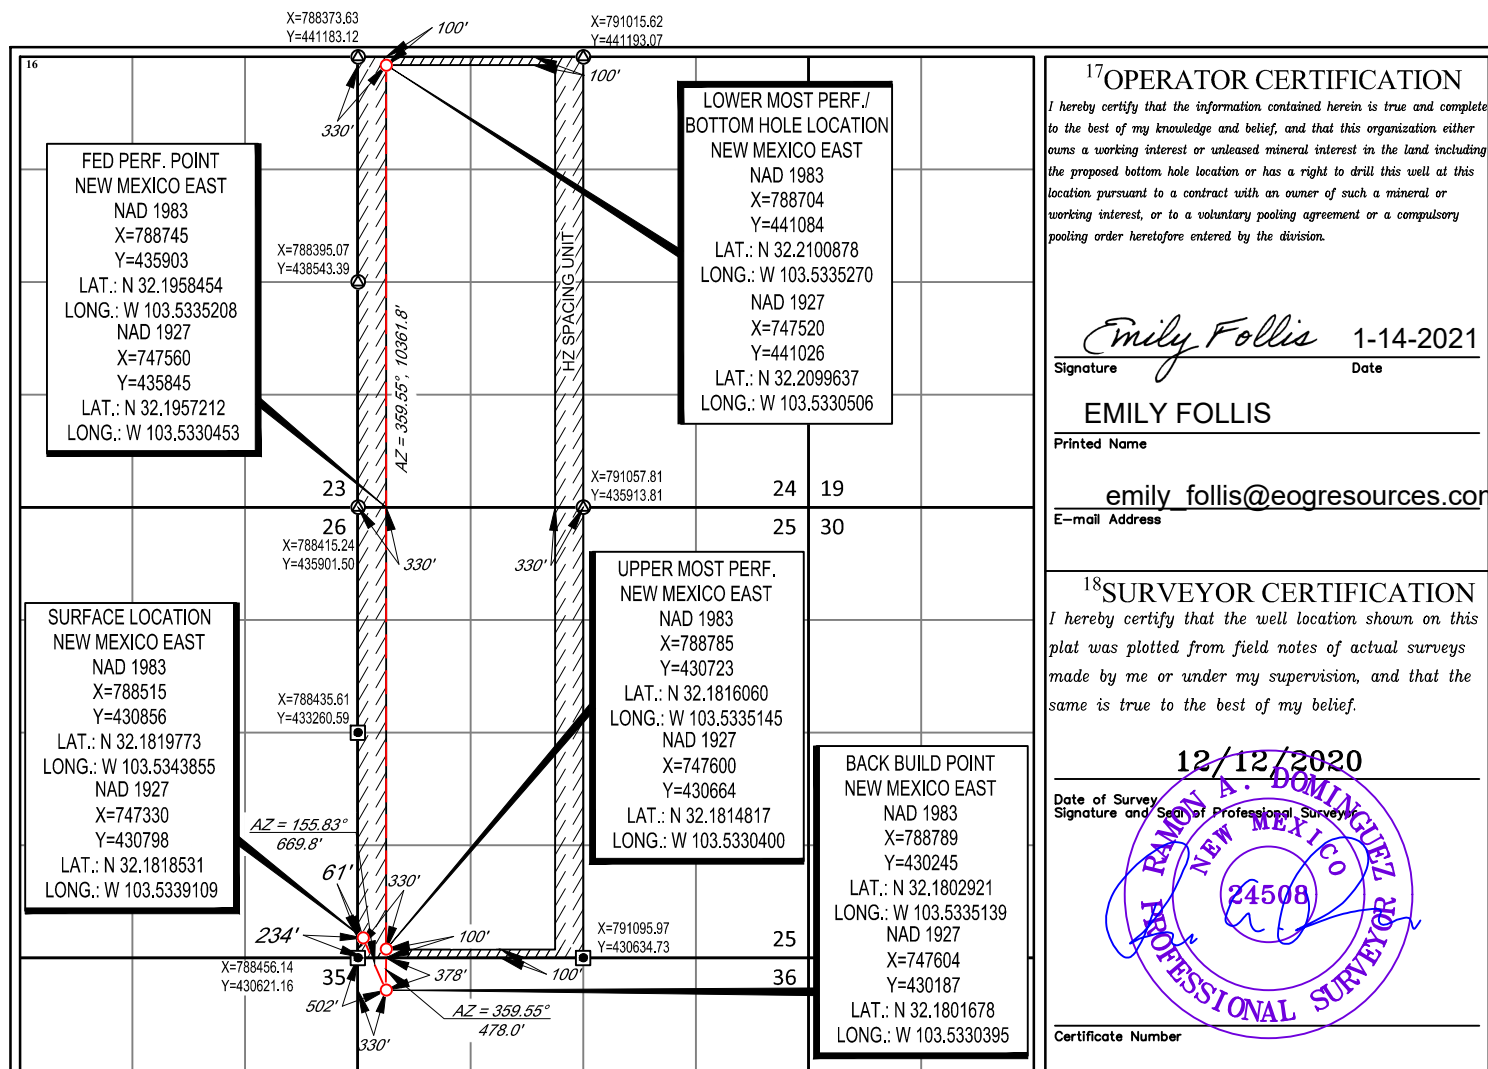 X=788373.63
Y=441183.12
100'
X=791015.62
Y=441193.07
16
100'
330'
FED PERF. POINT
NEW MEXICO EAST
NAD 1983
X=788745
Y=435903
LAT.: N 32.1958454
LONG.: W 103.5335208
NAD 1927
X=747560
Y=435845
LAT.: N 32.1957212
LONG.: W 103.5330453
LOWER MOST PERF./
BOTTOM HOLE LOCATION
NEW MEXICO EAST
NAD 1983
X=788704
Y=441084
LAT.: N 32.2100878
LONG.: W 103.5335270
NAD 1927
X=747520
Y=441026
LAT.: N 32.2099637
LONG.: W 103.5330506
X=788395.07
Y=438543.39
AZ = 359.55°, 10361.8'
HZ SPACING UNIT
X=791057.81
Y=435913.81
23
24
19
26
25
30
X=788415.24
Y=435901.50
330'
330'
SURFACE LOCATION
NEW MEXICO EAST
NAD 1983
X=788515
Y=430856
LAT.: N 32.1819773
LONG.: W 103.5343855
NAD 1927
X=747330
Y=430798
LAT.: N 32.1818531
LONG.: W 103.5339109
UPPER MOST PERF.
NEW MEXICO EAST
NAD 1983
X=788785
Y=430723
LAT.: N 32.1816060
LONG.: W 103.5335145
NAD 1927
X=747600
Y=430664
LAT.: N 32.1814817
LONG.: W 103.5330400
X=788435.61
Y=433260.59
BACK BUILD POINT
NEW MEXICO EAST
NAD 1983
X=788789
Y=430245
LAT.: N 32.1802921
LONG.: W 103.5335139
NAD 1927
X=747604
Y=430187
LAT.: N 32.1801678
LONG.: W 103.5330395
AZ = 155.83°
669.8'
61'
330'
234'
100'
X=791095.97
Y=430634.73
25
X=788456.14
Y=430621.16
35
378'
100'
36
502'
AZ = 359.55°
478.0'
330'
17 OPERATOR CERTIFICATION
I hereby certify that the information contained herein is true and complete
to the best of my knowledge and belief, and that this organization either
owns a working interest or unleased mineral interest in the land including
the proposed bottom hole location or has a right to drill this well at this
location pursuant to a contract with an owner of such a mineral or
working interest, or to a voluntary pooling agreement or a compulsory
pooling order heretofore entered by the division.
Emily Follis 1-14-2021
Signature Date
EMILY FOLLIS
Printed Name
emily_follis@eogresources.com
E-mail Address
18 SURVEYOR CERTIFICATION
I hereby certify that the well location shown on this
plat was plotted from field notes of actual surveys
made by me or under my supervision, and that the
same is true to the best of my belief.
12/12/2020
Date of Survey
Signature and Seal of Professional Surveyor
RAMON A. DOMINGUEZ
NEW MEXICO
24508
PROFESSIONAL SURVEYOR
Certificate Number